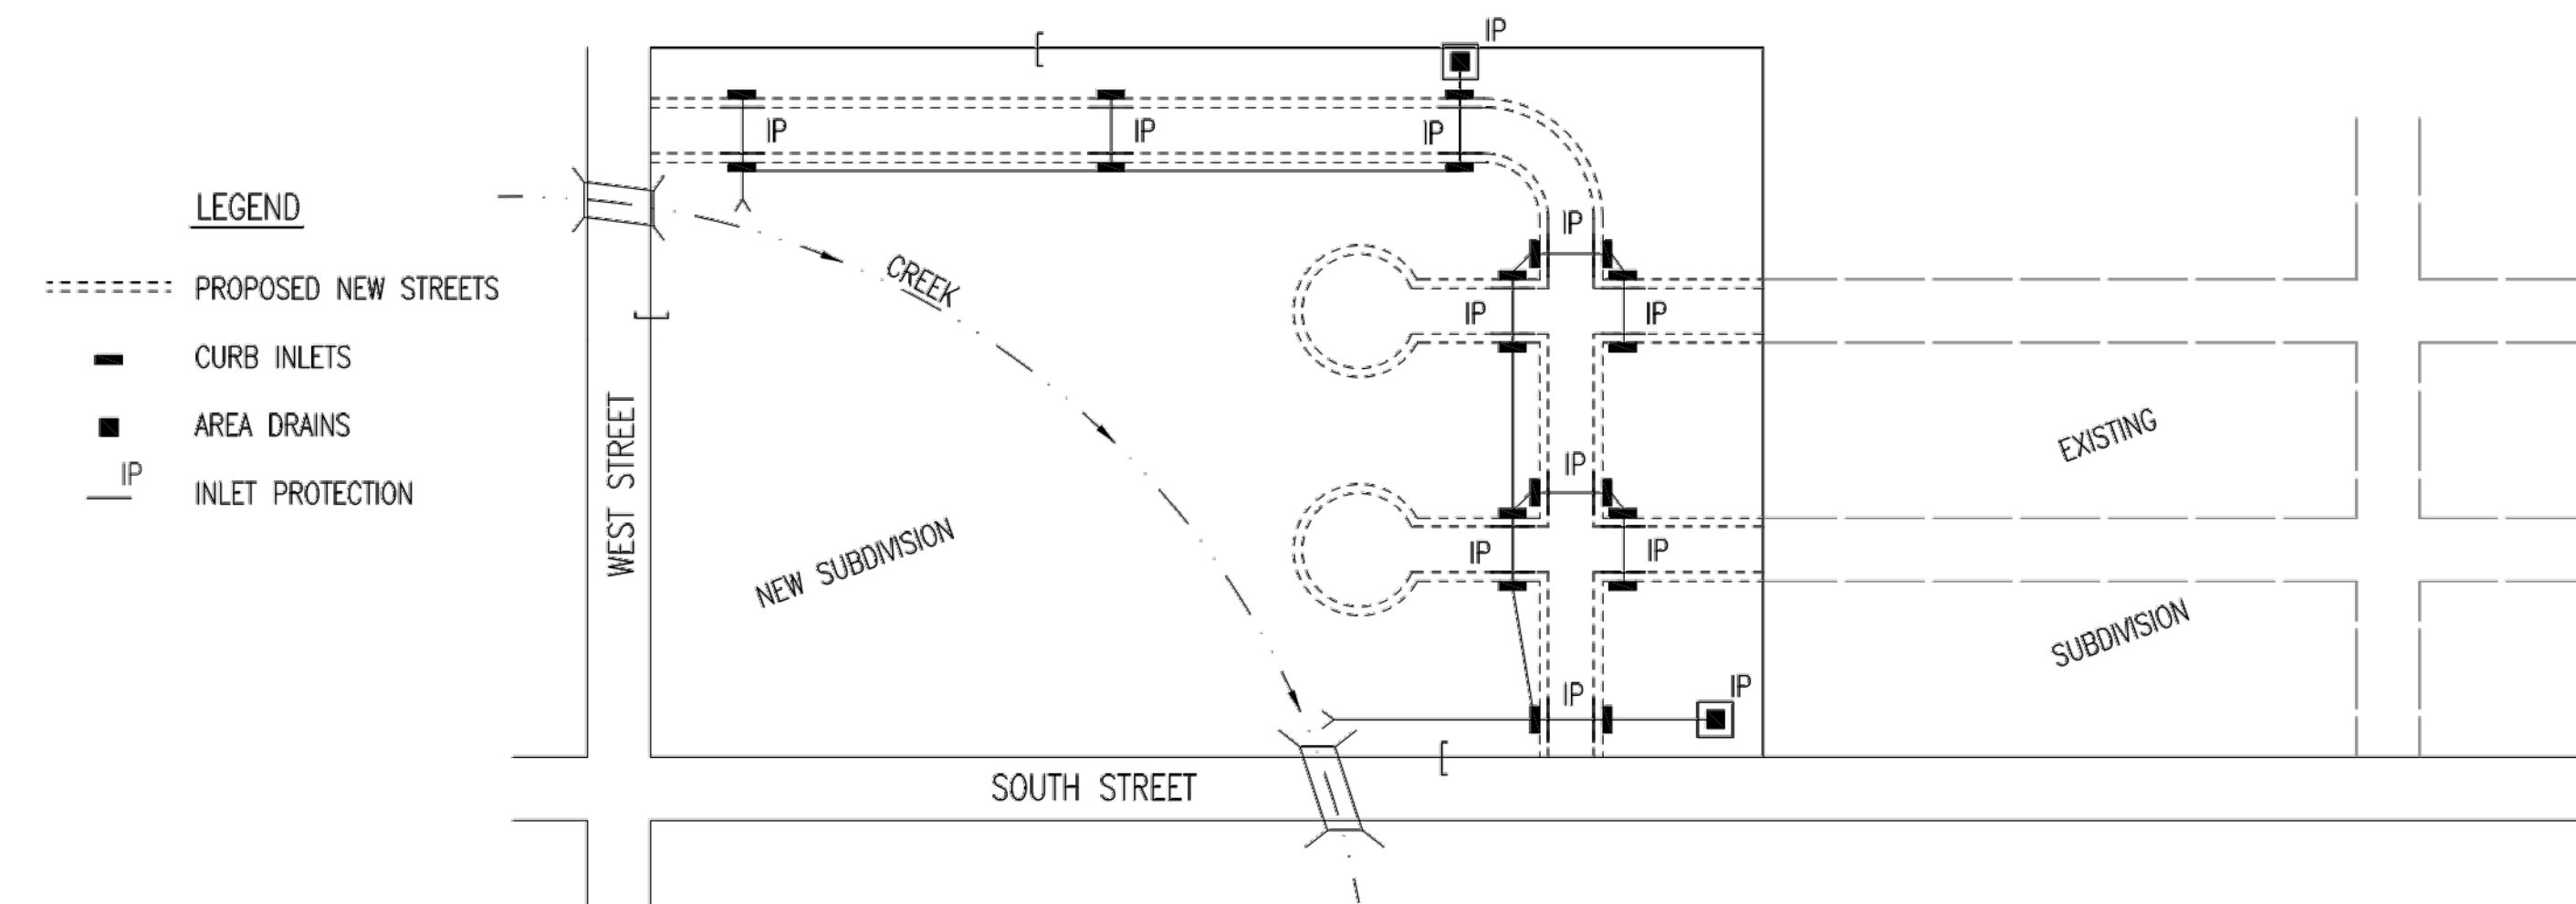 IP
IP
IP
IP
LEGEND
PROPOSED NEW STREETS
CURB INLETS
AREA DRAINS
IP
INLET PROTECTION
WEST STREET
CREEK
NEW SUBDIVISION
IP
IP
IP
IP
IP
IP
IP
IP
EXISTING
SUBDIVISION
SOUTH STREET